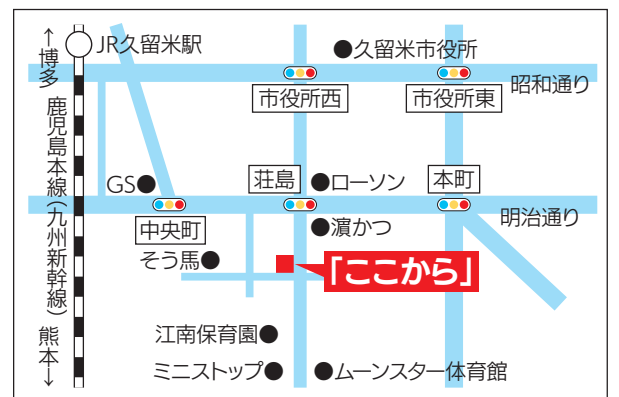 JR久留米駅
久留米市役所
昭和通り
市役所西
市役所東
←博多 鹿児島本線(九州新幹線) 熊本→
GS
荘島
ローソン
本町
明治通り
中央町
濵かつ
そう馬
「ここから」
江南保育園
ミニストップ
ムーンスター体育館